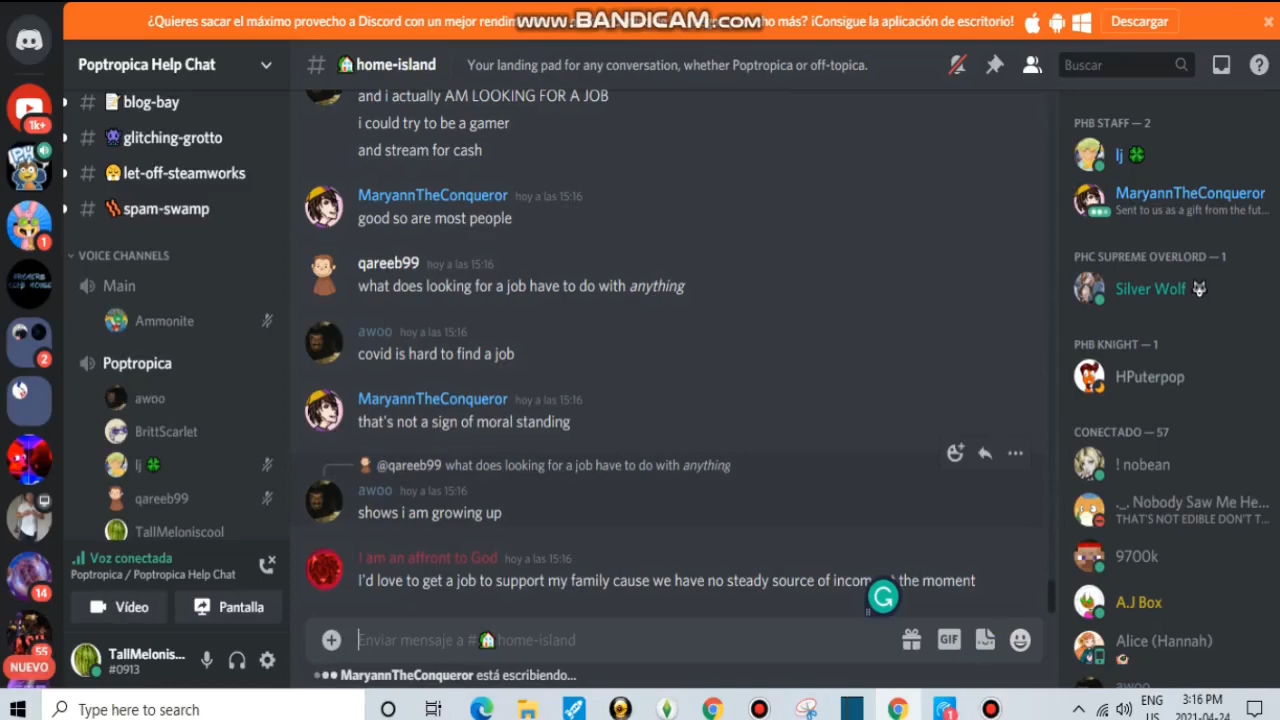 ¿Quieres sacar el máximo provecho a Discord con un mejor rendim
www.BANDICAM.com
ho más? ¡Consigue la aplicación de escritorio!
Descargar
Poptropica Help Chat
home-island
Your landing pad for any conversation, whether Poptropica or off-topica.
Buscar
blog-bay
glitching-grotto
let-off-steamworks
spam-swamp
VOICE CHANNELS
Main
Ammonite
Poptropica
awoo
BrittScarlet
lj
qareeb99
TallMeloniscool
Voz conectada
Poptropica / Poptropica Help Chat
Vídeo
Pantalla
TallMelonis...
#0913
1K+
1
2
14
55
NUEVO
and i actually AM LOOKING FOR A JOB
i could try to be a gamer
and stream for cash
MaryannTheConqueror hoy a las 15:16
good so are most people
qareeb99 hoy a las 15:16
what does looking for a job have to do with anything
awoo hoy a las 15:16
covid is hard to find a job
MaryannTheConqueror hoy a las 15:16
that's not a sign of moral standing
@qareeb99 what does looking for a job have to do with anything
awoo hoy a las 15:16
shows i am growing up
I am an affront to God hoy a las 15:16
I'd love to get a job to support my family cause we have no steady source of incom t the moment
Enviar mensaje a # home-island
GIF
MaryannTheConqueror está escribiendo...
PHB STAFF — 2
lj
MaryannTheConqueror
Sent to us as a gift from the fut...
PHC SUPREME OVERLORD — 1
Silver Wolf
PHB KNIGHT — 1
HPuterpop
CONECTADO — 57
! nobean
._, Nobody Saw Me He...
THAT'S NOT EDIBLE DON'T T...
9700k
A.J Box
Alice (Hannah)
awoo
Type here to search
1
ENG
US
3:16 PM
2021-04-24